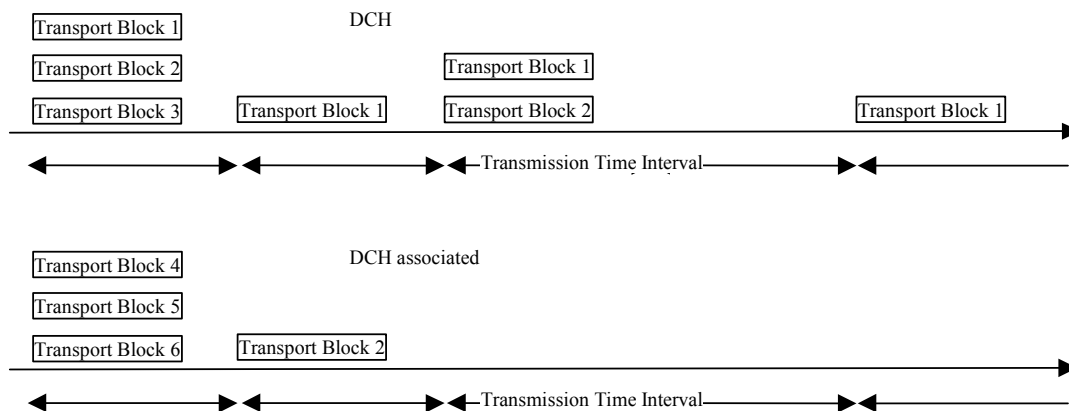 Transport Block 1
DCH
Transport Block 2
Transport Block 1
Transport Block 3
Transport Block 1
Transport Block 2
Transport Block 1
Transmission Time Interval
Transport Block 4
DCH associated
Transport Block 5
Transport Block 6
Transport Block 2
Transmission Time Interval